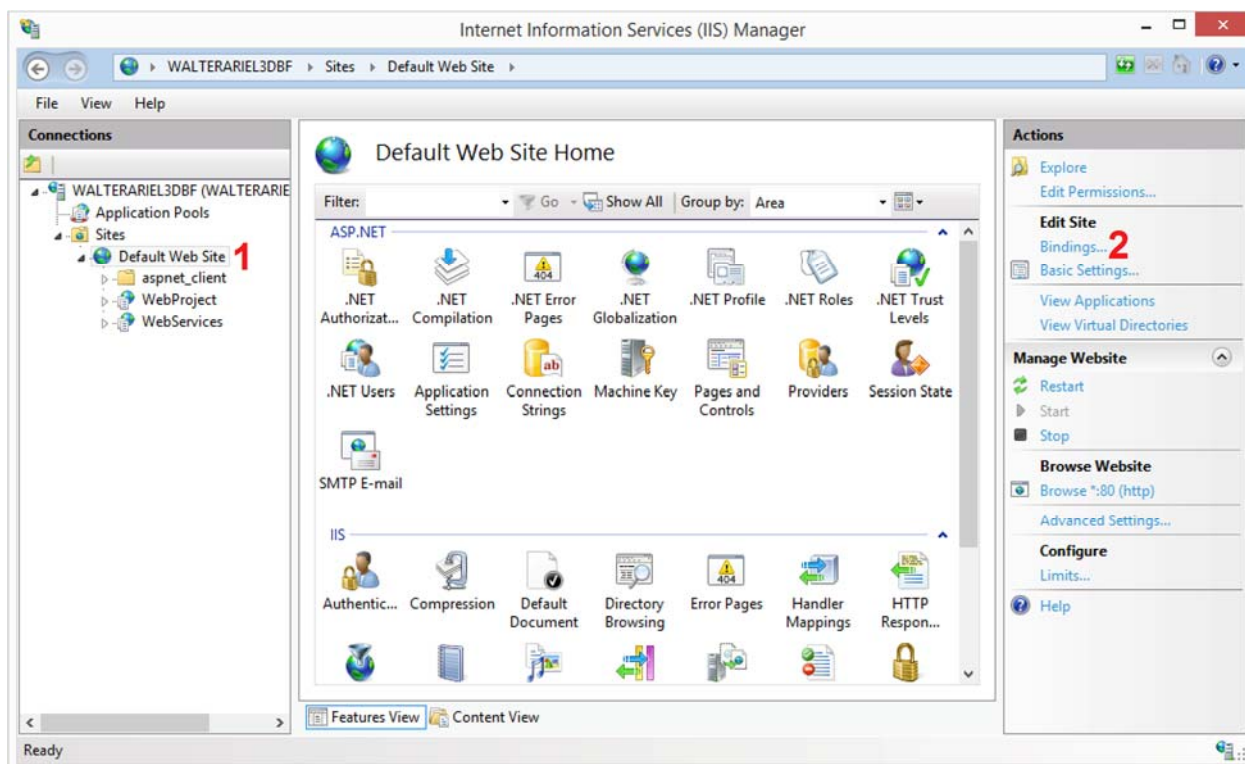 Internet Information Services (IIS) Manager
WALTERARIEL3DBF Sites Default Web Site
File View Help
Connections
WALTERARIEL3DBF (WALTERARIE
Application Pools
Sites
Default Web Site 1
aspnet_client
WebProject
WebServices
Default Web Site Home
Filter: Go Show All Group by: Area
ASP.NET
.NET Authorizat...
.NET Compilation
404
.NET Error Pages
.NET Globalization
.NET Profile
.NET Roles
.NET Trust Levels
.NET Users
Application Settings
ab
Connection Strings
Machine Key
Pages and Controls
Providers
Session State
SMTP E-mail
IIS
Authentic...
Compression
Default Document
Directory Browsing
404
Error Pages
Handler Mappings
HTTP Respon...
Features View Content View
Actions
Explore
Edit Permissions...
Edit Site
Bindings... 2
Basic Settings...
View Applications
View Virtual Directories
Manage Website
Restart
Start
Stop
Browse Website
Browse *:80 (http)
Advanced Settings...
Configure
Limits...
Help
Ready